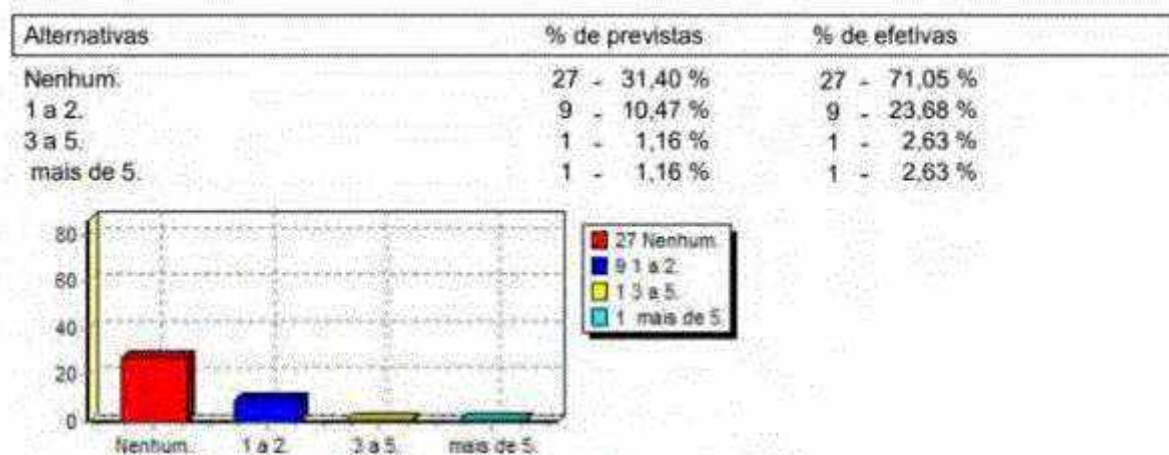 Alternativas % de previstas % de efetivas
Nenhum. 27 - 31,40 % 27 - 71,05 %
1 a 2. 9 - 10,47 % 9 - 23,68 %
3 a 5. 1 - 1,16 % 1 - 2,63 %
mais de 5. 1 - 1,16 % 1 - 2,63 %
80
60
40
20
0
Nenhum. 1 a 2. 3 a 5. mais de 5.
27 Nenhum.
9 1 a 2.
1 3 a 5.
1 mais de 5.